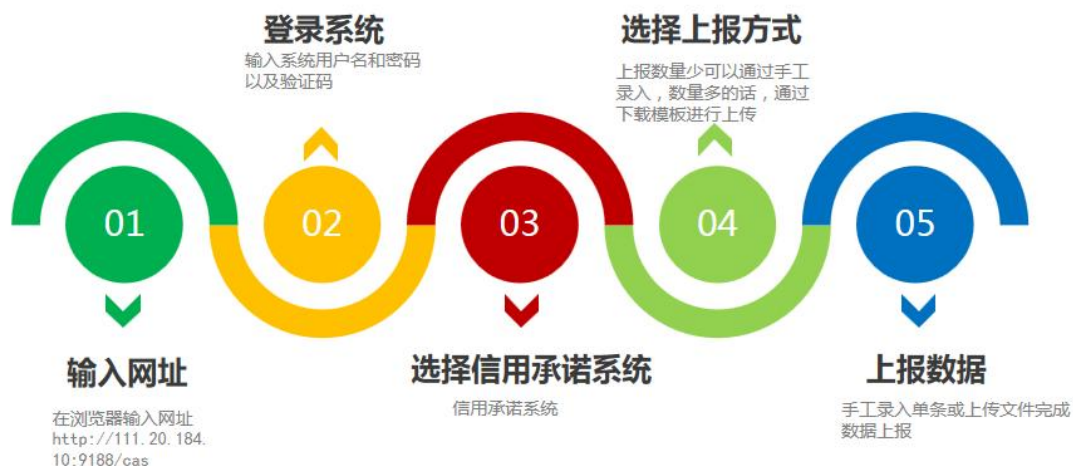 登录系统
输入系统用户名和密码
以及验证码
选择上报方式
上报数量少可以通过手工
录入，数量多的话，通过
下载模板进行上传
01
02
03
04
05
输入网址
在浏览器输入网址
http://111.20.184.
10:9188/cas
选择信用承诺系统
信用承诺系统
上报数据
手工录入单条或上传文件完成
数据上报